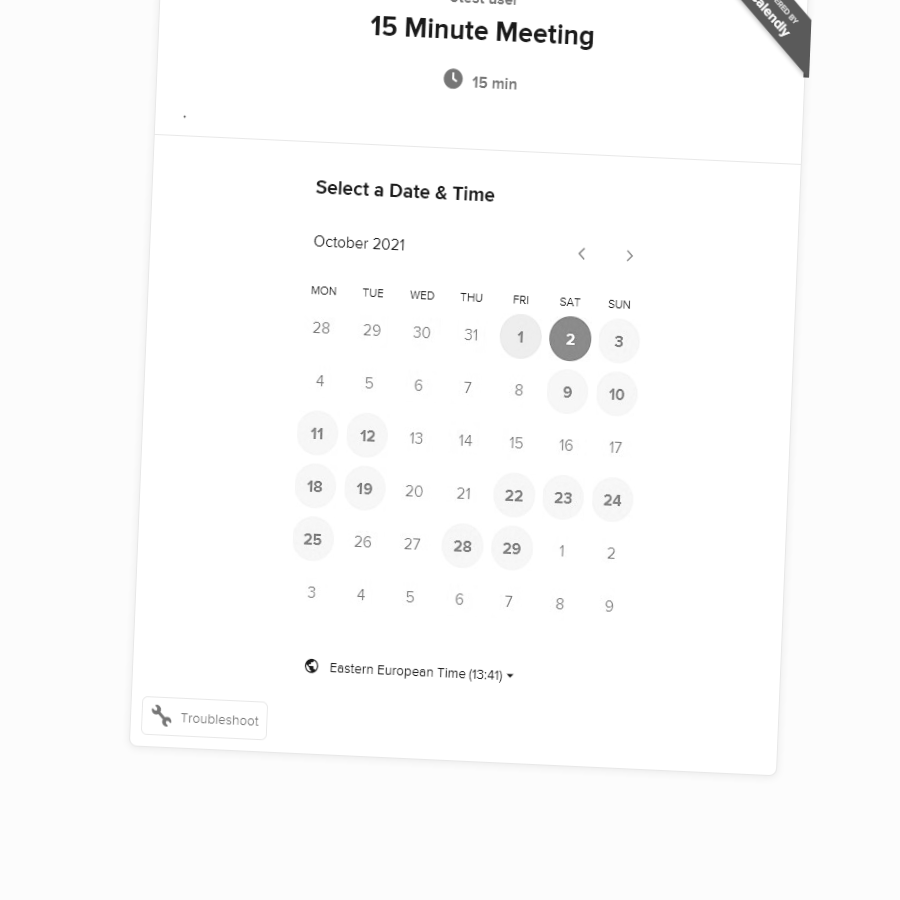 15 Minute Meeting
15 min
.
Select a Date & Time
October 2021
MON TUE WED THU FRI SAT SUN
28 29 30 31 1 2 3
4 5 6 7 8 9 10
11 12 13 14 15 16 17
18 19 20 21 22 23 24
25 26 27 28 29 1 2
3 4 5 6 7 8 9
Eastern European Time (13:41)
Troubleshoot